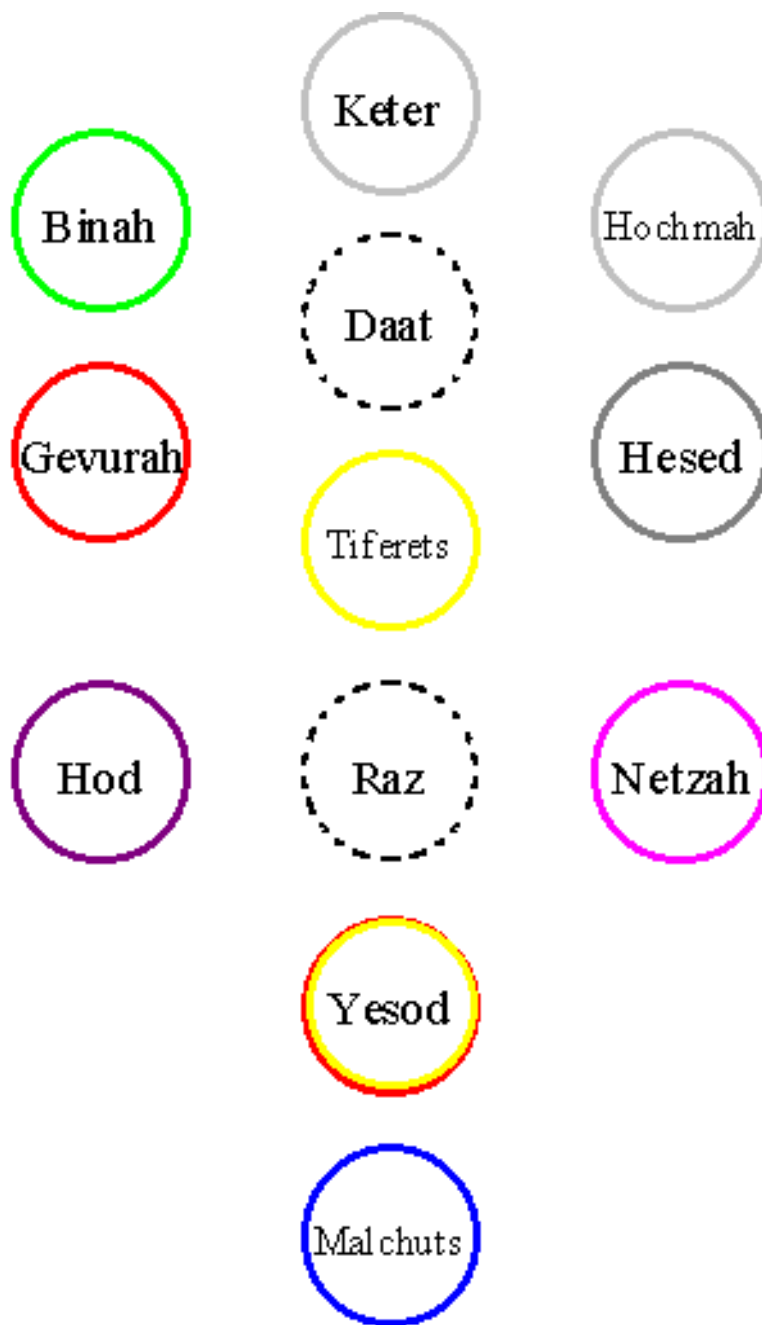 Keter
Binah
Hochmah
Daat
Gevurah
Hesed
Tiferets
Hod
Raz
Netzah
Yesod
Malchuts